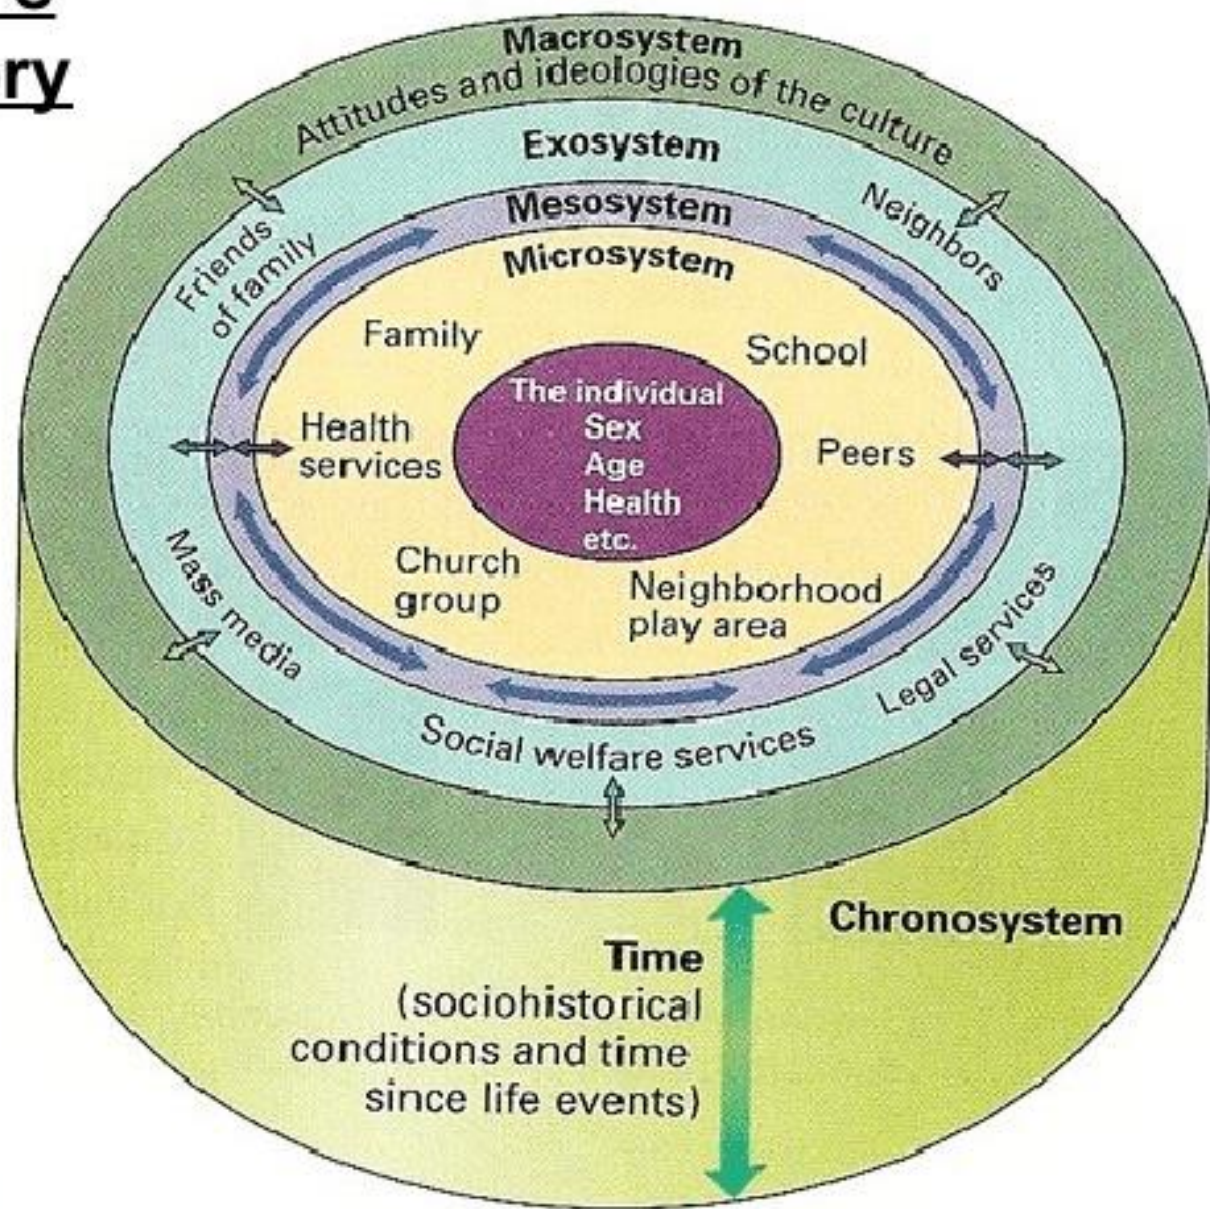 ry
Macrosystem
Attitudes and ideologies of the culture
Exosystem
Mesosystem
Microsystem
Friends
of family
Neighbors
Family
School
The individual
Sex
Age
Health
etc.
Health
services
Peers
Church
group
Neighborhood
play area
Mass media
Legal services
Social welfare services
Chronosystem
Time
(sociohistorical
conditions and time
since life events)